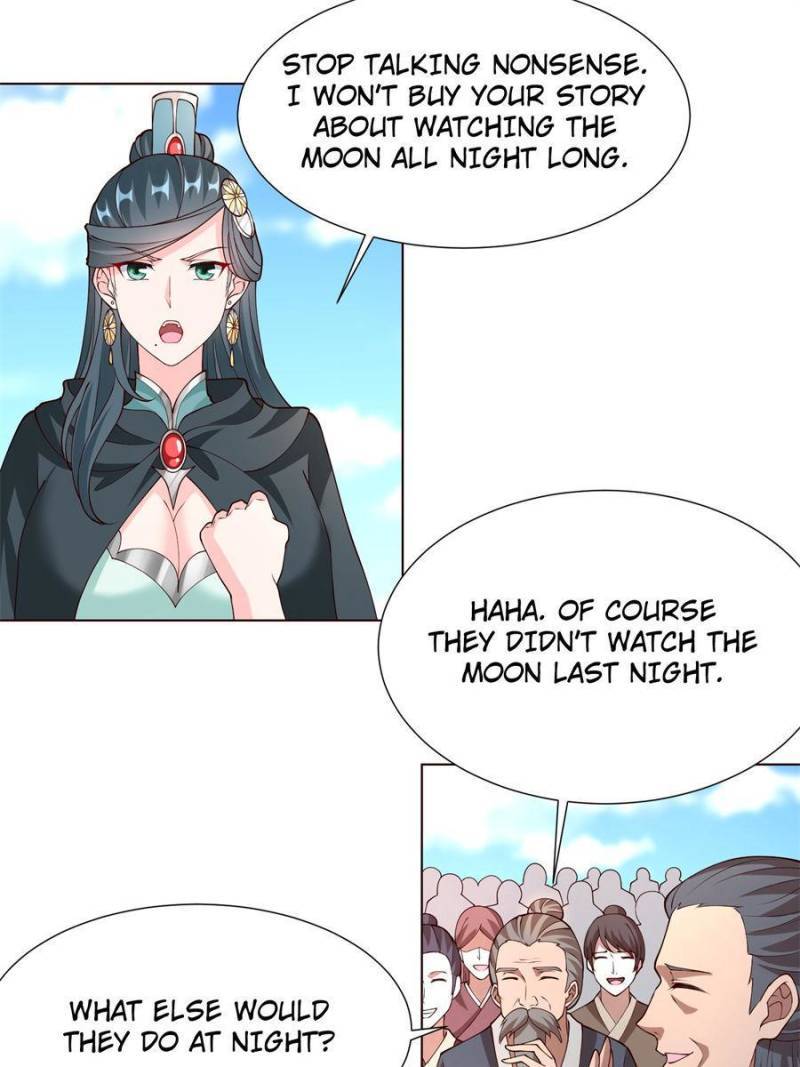 STOP TALKING NONSENSE.
I WON'T BUY YOUR STORY
ABOUT WATCHING THE
MOON ALL NIGHT LONG.
HAHA. OF COURSE
THEY DIDN'T WATCH THE
MOON LAST NIGHT.
WHAT ELSE WOULD
THEY DO AT NIGHT?